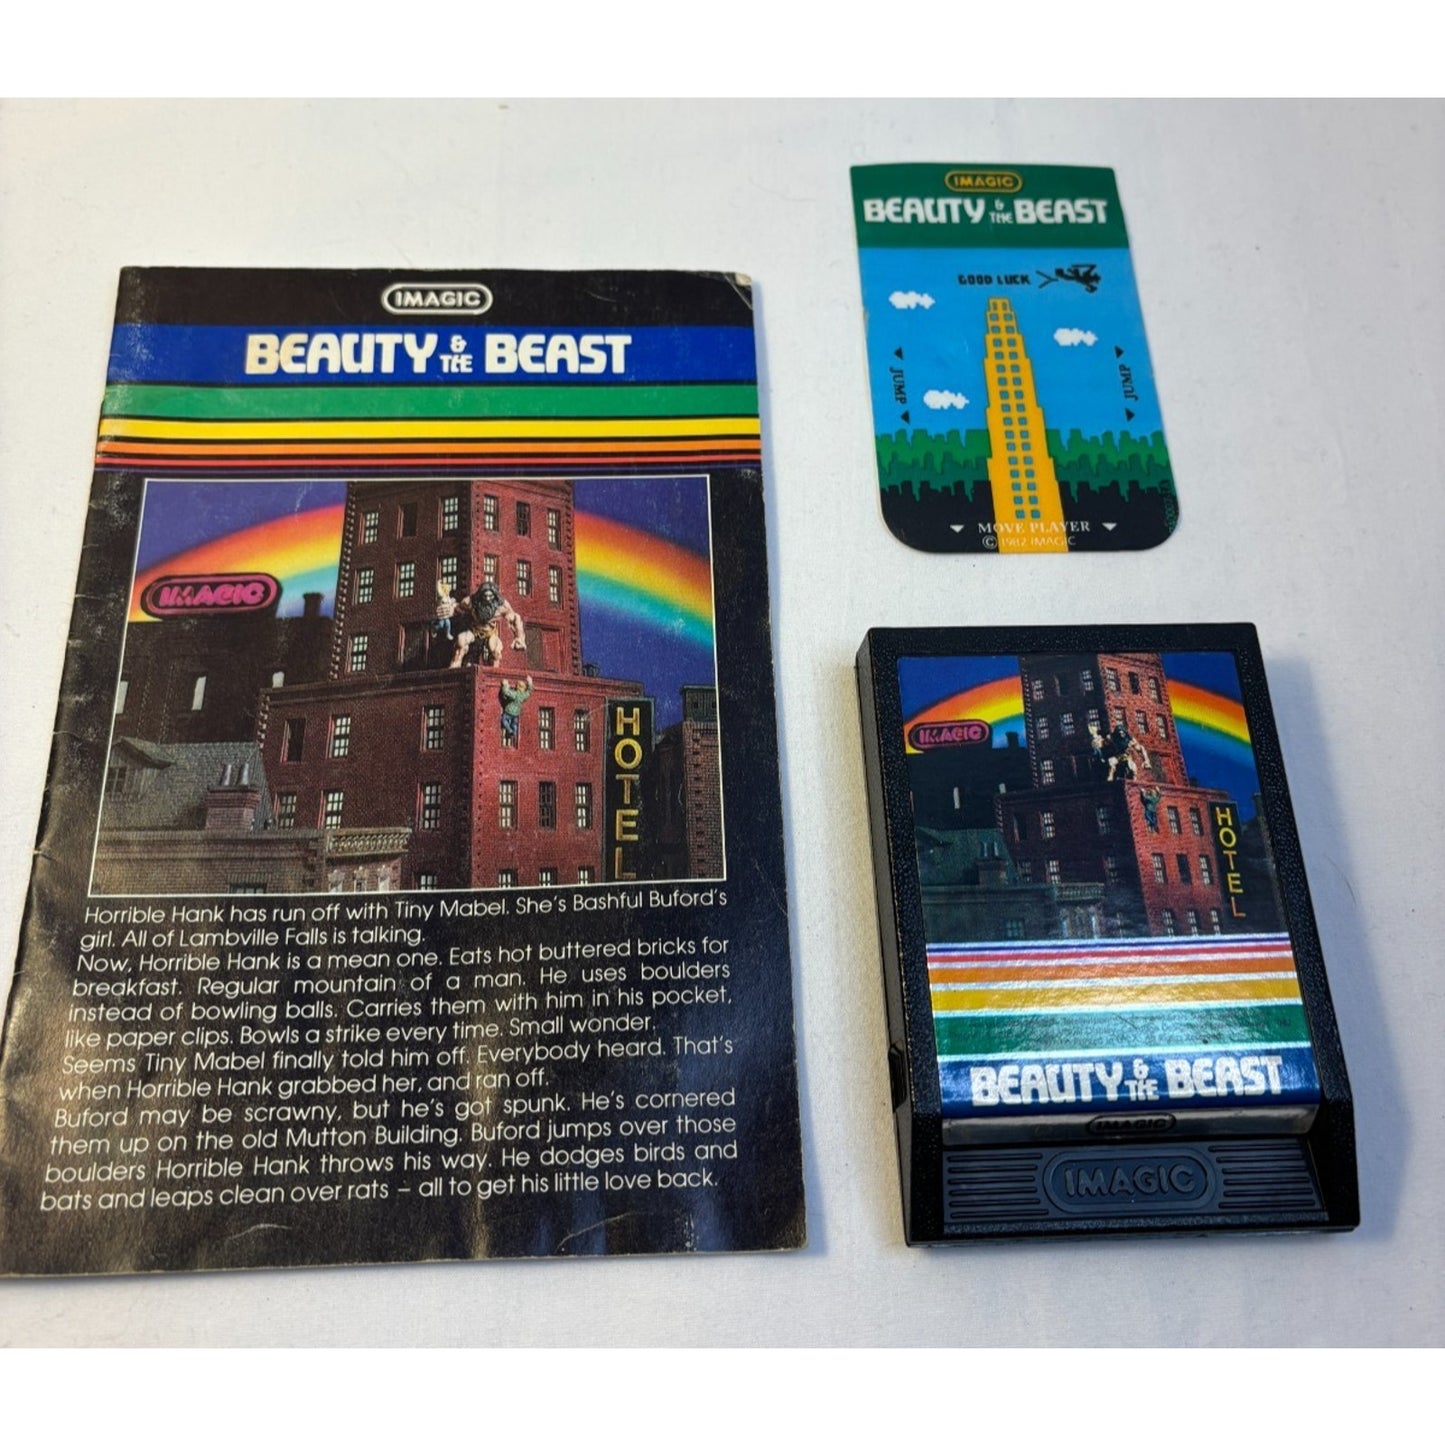 IMAGIC
BEAUTY & THE BEAST
IMAGIC
HOTEL
Horrible Hank has run off with Tiny Mabel. She's Bashful Buford's
girl. All of Lambville Falls is talking.
Now, Horrible Hank is a mean one. Eats hot buttered bricks for
breakfast. Regular mountain of a man. He uses boulders
instead of bowling balls. Carries them with him in his pocket,
like paper clips. Bowls a strike every time. Small wonder.
Seems Tiny Mabel finally told him off. Everybody heard. That's
when Horrible Hank grabbed her, and ran off.
Buford may be scrawny, but he's got spunk. He's cornered
them up on the old Mutton Building. Buford jumps over those
boulders Horrible Hank throws his way. He dodges birds and
bats and leaps clean over rats – all to get his little love back.
IMAGIC
BEAUTY & THE BEAST
GOOD LUCK
JUMP
JUMP
MOVE PLAYER
© 1982 IMAGIC
IMAGIC
HOTEL
BEAUTY & THE BEAST
IMAGIC
IMAGIC